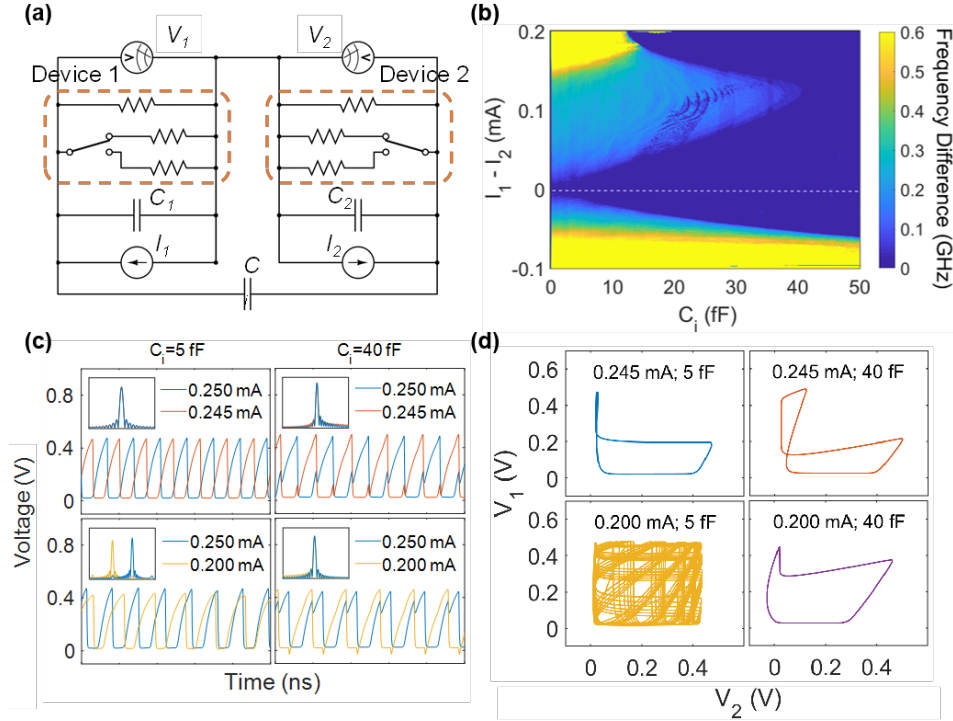 (a)
V1
V2
Device 1
Device 2
C1
C2
I1
I2
C
i
(b)
0.2
0.1
0
-0.1
I1 - I2 (mA)
0
10
20
30
40
50
Ci (fF)
0.6
0.5
0.4
0.3
0.2
0.1
0
Frequency Difference (GHz)
(c)
Ci=5 fF
Ci=40 fF
0.250 mA
0.245 mA
0.250 mA
0.245 mA
0.8
0.4
0
0.250 mA
0.200 mA
0.250 mA
0.200 mA
0.8
0.4
0
Voltage (V)
Time (ns)
(d)
0.245 mA; 5 fF
0.245 mA; 40 fF
0.6
0.4
0.2
0
0.200 mA; 5 fF
0.200 mA; 40 fF
0.6
0.4
0.2
0
V1 (V)
0
0.2
0.4
0.6
0
0.2
0.4
0.6
V2 (V)